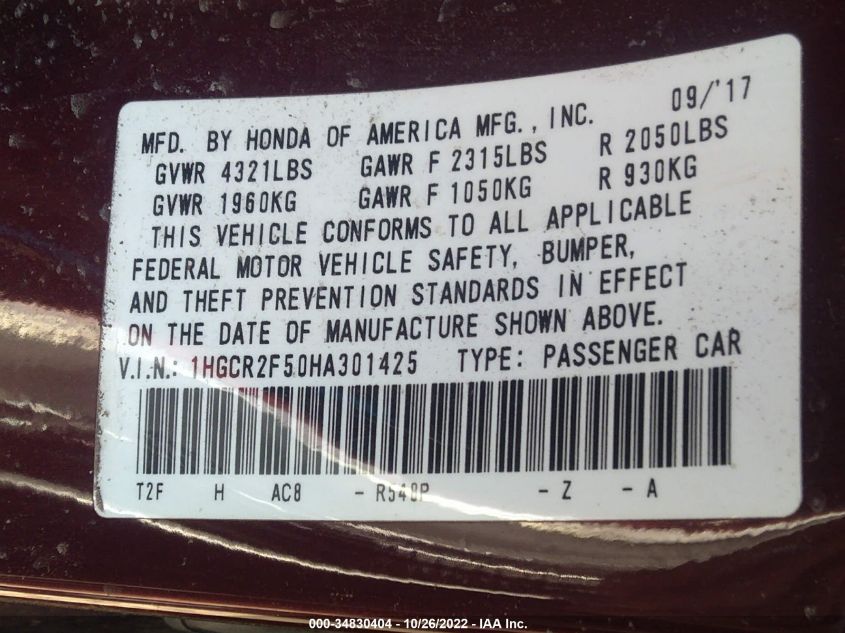 09/'17
MFD. BY HONDA OF AMERICA MFG., INC.
GVWR 4321LBS GAWR F 2315LBS R 2050LBS
GVWR 1960KG GAWR F 1050KG R 930KG
THIS VEHICLE CONFORMS TO ALL APPLICABLE
FEDERAL MOTOR VEHICLE SAFETY, BUMPER,
AND THEFT PREVENTION STANDARDS IN EFFECT
ON THE DATE OF MANUFACTURE SHOWN ABOVE.
V.I.N.: 1HGCR2F50HA301425 TYPE: PASSENGER CAR
T2F H AC8 - R548P - Z - A
000-34830404 - 10/26/2022 - IAA Inc.